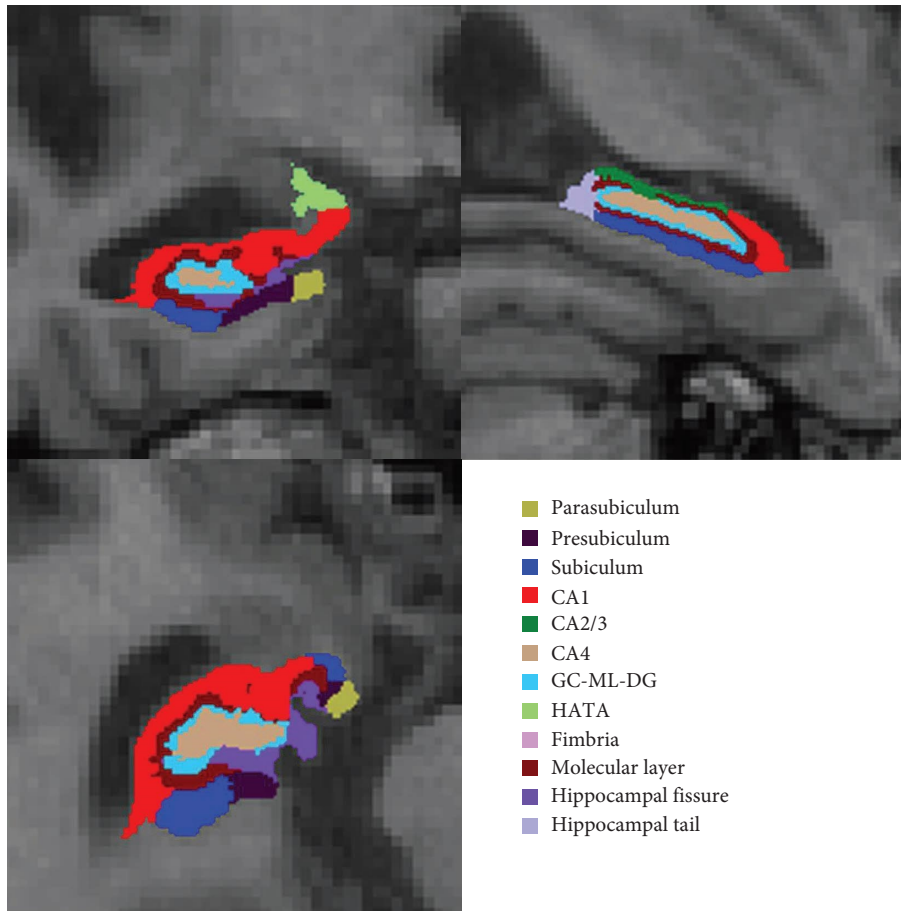 Parasubiculum
Presubiculum
Subiculum
CA1
CA2/3
CA4
GC-ML-DG
HATA
Fimbria
Molecular layer
Hippocampal fissure
Hippocampal tail